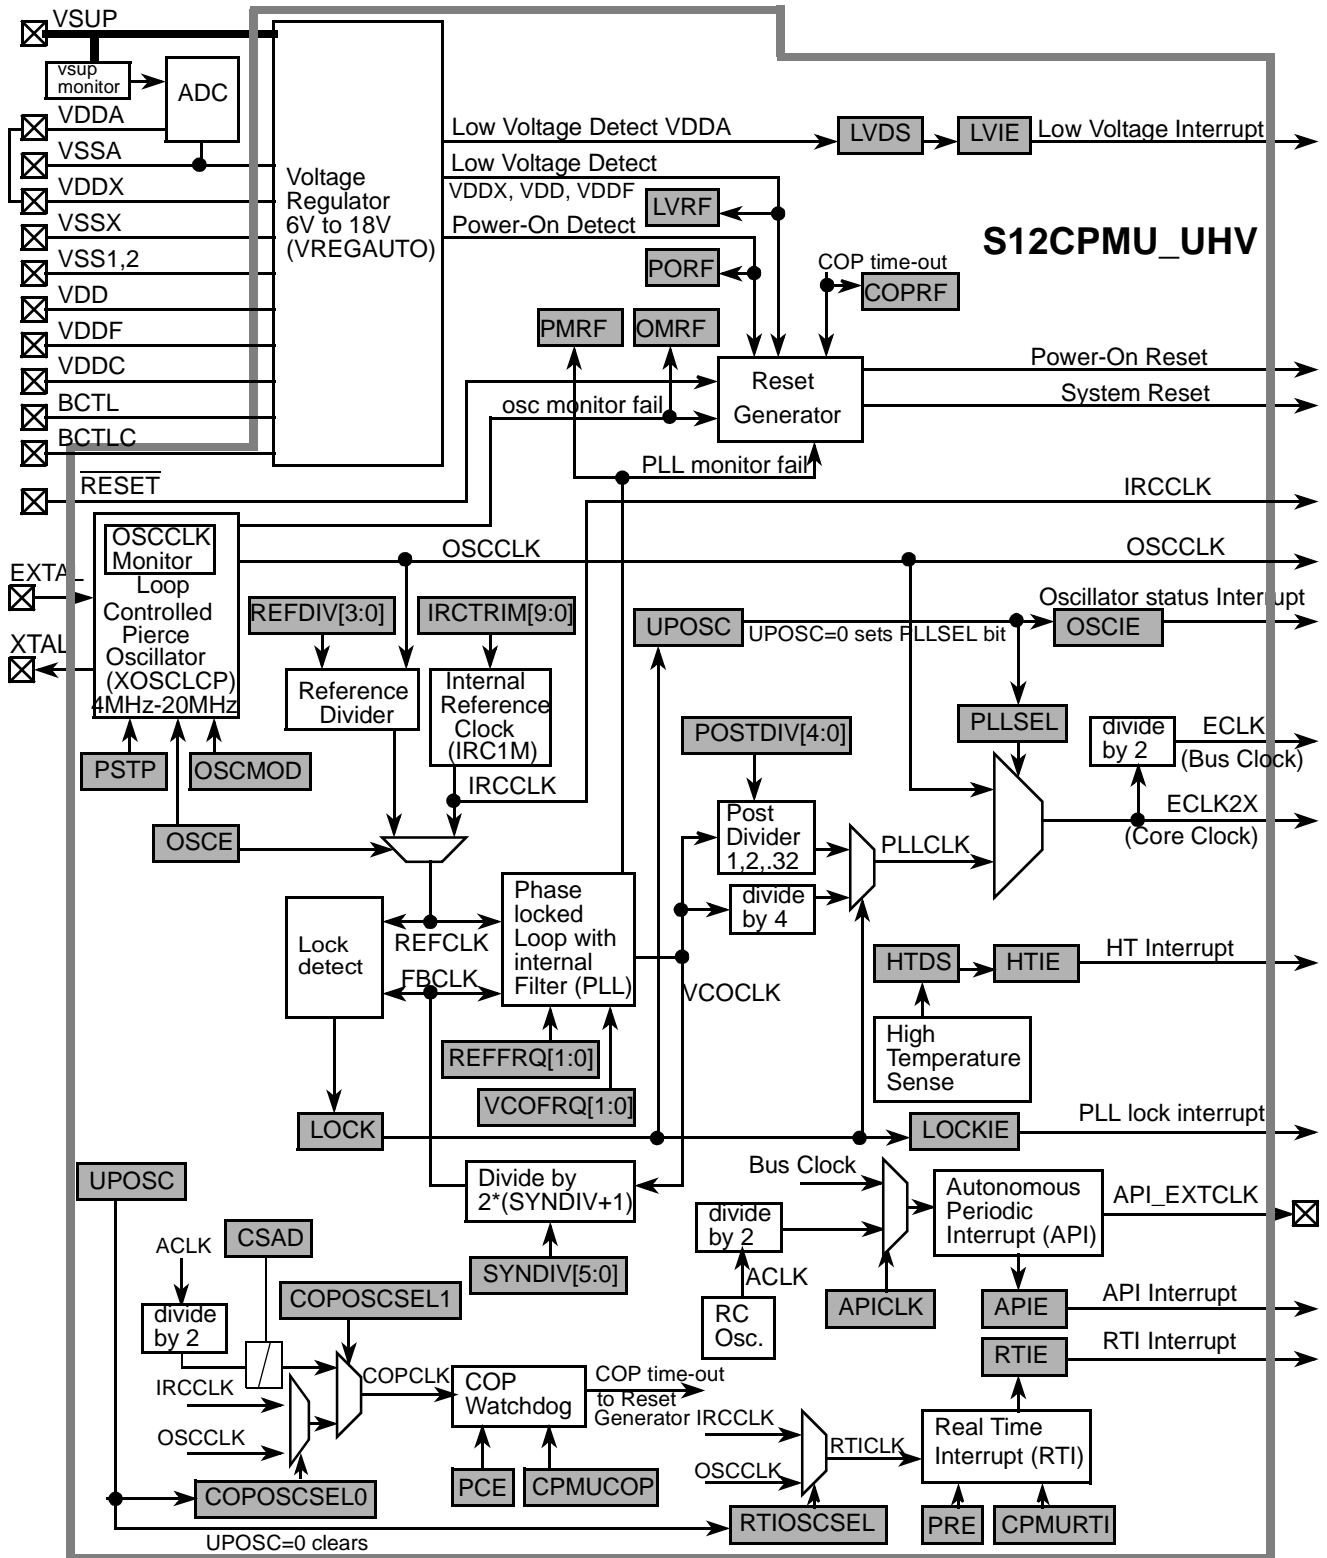 VSUP
vsup
monitor
ADC
VDDA
VSSA
VDDX
VSSX
VSS1,2
VDD
VDDF
VDDC
BCTL
BCTLC
RESET
Voltage
Regulator
6V to 18V
(VREGAUTO)
Low Voltage Detect VDDA
LVDS
LVIE
Low Voltage Interrupt
Low Voltage Detect
VDDX, VDD, VDDF
LVRF
Power-On Detect
PORF
S12CPMU_UHV
COP time-out
COPRF
PMRF
OMRF
Reset
Generator
Power-On Reset
System Reset
osc monitor fail
PLL monitor fail
IRCCLK
OSCCLK
Monitor
Loop
Controlled
Pierce
Oscillator
(XOSCLCP)
4MHz-20MHz
EXTAL
XTAL
OSCCLK
OSCCLK
REFDIV[3:0]
IRCTRIM[9:0]
UPOSC
UPOSC=0 sets PLLSEL bit
Oscillator status Interrupt
OSCIE
Reference
Divider
Internal
Reference
Clock
(IRC1M)
PSTP
OSCMOD
OSCE
IRCCLK
POSTDIV[4:0]
PLLSEL
divide
by 2
ECLK
(Bus Clock)
ECLK2X
(Core Clock)
Post
Divider
1,2,.32
PLLCLK
divide
by 4
Lock
detect
REFCLK
FBCLK
Phase
locked
Loop with
internal
Filter (PLL)
VCOCLK
REFFRQ[1:0]
VCOFRQ[1:0]
HTDS
HTIE
HT Interrupt
High
Temperature
Sense
LOCK
LOCKIE
PLL lock interrupt
UPOSC
Divide by
2*(SYNDIV+1)
SYNDIV[5:0]
Bus Clock
divide
by 2
ACLK
RC
Osc.
APICLK
Autonomous
Periodic
Interrupt (API)
API_EXTCLK
APIE
API Interrupt
RTIE
RTI Interrupt
ACLK
CSAD
divide
by 2
COPOSCSEL1
IRCCLK
OSCCLK
COPCLK
COP
Watchdog
COP time-out
to Reset
Generator
PCE
CPMUCOP
COPOSCSEL0
UPOSC=0 clears
IRCCLK
OSCCLK
RTICLK
RTIOSCSEL
Real Time
Interrupt (RTI)
PRE
CPMURTI